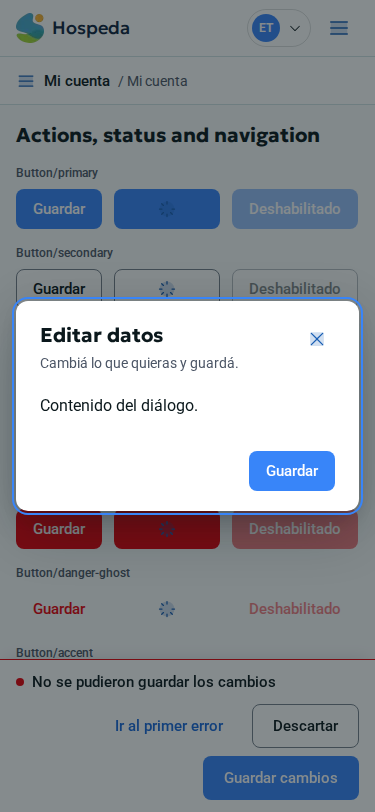 Hospeda
ET
Mi cuenta / Mi cuenta
Actions, status and navigation
Button/primary
Guardar
Deshabilitado
Button/secondary
Guardar
Deshabilitado
Editar datos
Cambiá lo que quieras y guardá.
Contenido del diálogo.
Guardar
Guardar
Deshabilitado
Button/danger-ghost
Guardar
Deshabilitado
Button/accent
No se pudieron guardar los cambios
Ir al primer error
Descartar
Guardar cambios